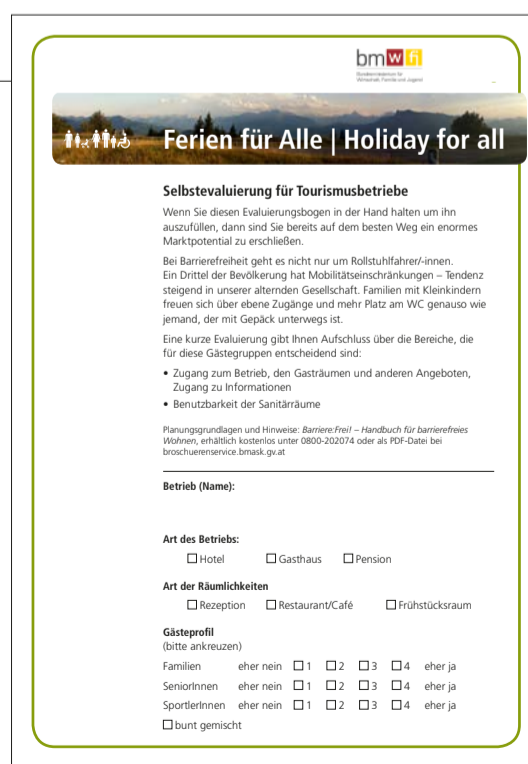 bmwfj
Bundesministerium für
Wirtschaft, Familie und Jugend
Ferien für Alle | Holiday for all
Selbstevaluierung für Tourismusbetriebe
Wenn Sie diesen Evaluierungsbogen in der Hand halten um ihn
auszufüllen, dann sind Sie bereits auf dem besten Weg ein enormes
Marktpotential zu erschließen.
Bei Barrierefreiheit geht es nicht nur um Rollstuhlfahrer/-innen.
Ein Drittel der Bevölkerung hat Mobilitätseinschränkungen – Tendenz
steigend in unserer alternden Gesellschaft. Familien mit Kleinkindern
freuen sich über ebene Zugänge und mehr Platz am WC genauso wie
jemand, der mit Gepäck unterwegs ist.
Eine kurze Evaluierung gibt Ihnen Aufschluss über die Bereiche, die
für diese Gästegruppen entscheidend sind:
• Zugang zum Betrieb, den Gasträumen und anderen Angeboten,
Zugang zu Informationen
• Benutzbarkeit der Sanitärräume
Planungsgrundlagen und Hinweise: Barriere:Frei! – Handbuch für barrierefreies
Wohnen, erhältlich kostenlos unter 0800-202074 oder als PDF-Datei bei
broschuerenservice.bmask.gv.at
Betrieb (Name):
Art des Betriebs:
☐ Hotel ☐ Gasthaus ☐ Pension
Art der Räumlichkeiten
☐ Rezeption ☐ Restaurant/Café ☐ Frühstücksraum
Gästeprofil
(bitte ankreuzen)
Familien eher nein ☐ 1 ☐ 2 ☐ 3 ☐ 4 eher ja
SeniorInnen eher nein ☐ 1 ☐ 2 ☐ 3 ☐ 4 eher ja
SportlerInnen eher nein ☐ 1 ☐ 2 ☐ 3 ☐ 4 eher ja
☐ bunt gemischt